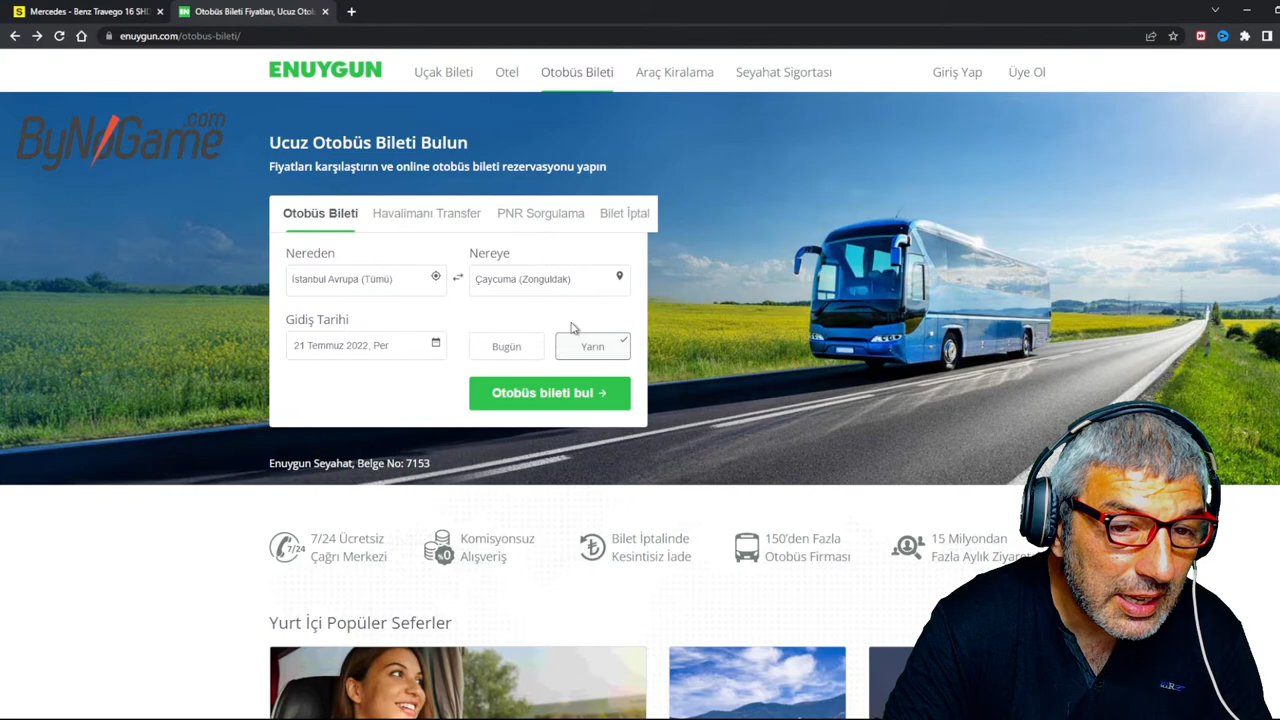 Mercedes - Benz Travego 16 SHD
Otobüs Bileti Fiyatları, Ucuz Otob
enuygun.com/otobus-bileti/
ENUYGUN
Uçak Bileti
Otel
Otobüs Bileti
Araç Kiralama
Seyahat Sigortası
Giriş Yap
Üye Ol
ByNoGame.com
Ucuz Otobüs Bileti Bulun
Fiyatları karşılaştırın ve online otobüs bileti rezervasyonu yapın
Otobüs Bileti
Havalimanı Transfer
PNR Sorgulama
Bilet İptal
Nereden
Nereye
İstanbul Avrupa (Tümü)
Çaycuma (Zonguldak)
Gidiş Tarihi
21 Temmuz 2022, Per
Bugün
Yarın
Otobüs bileti bul
Enuygun Seyahat, Belge No: 7153
7/24
7/24 Ücretsiz
Çağrı Merkezi
%0
Komisyonsuz
Alışveriş
Bilet İptalinde
Kesintisiz İade
150'den Fazla
Otobüs Firması
15 Milyondan
Fazla Aylık Ziyaret
Yurt İçi Popüler Seferler